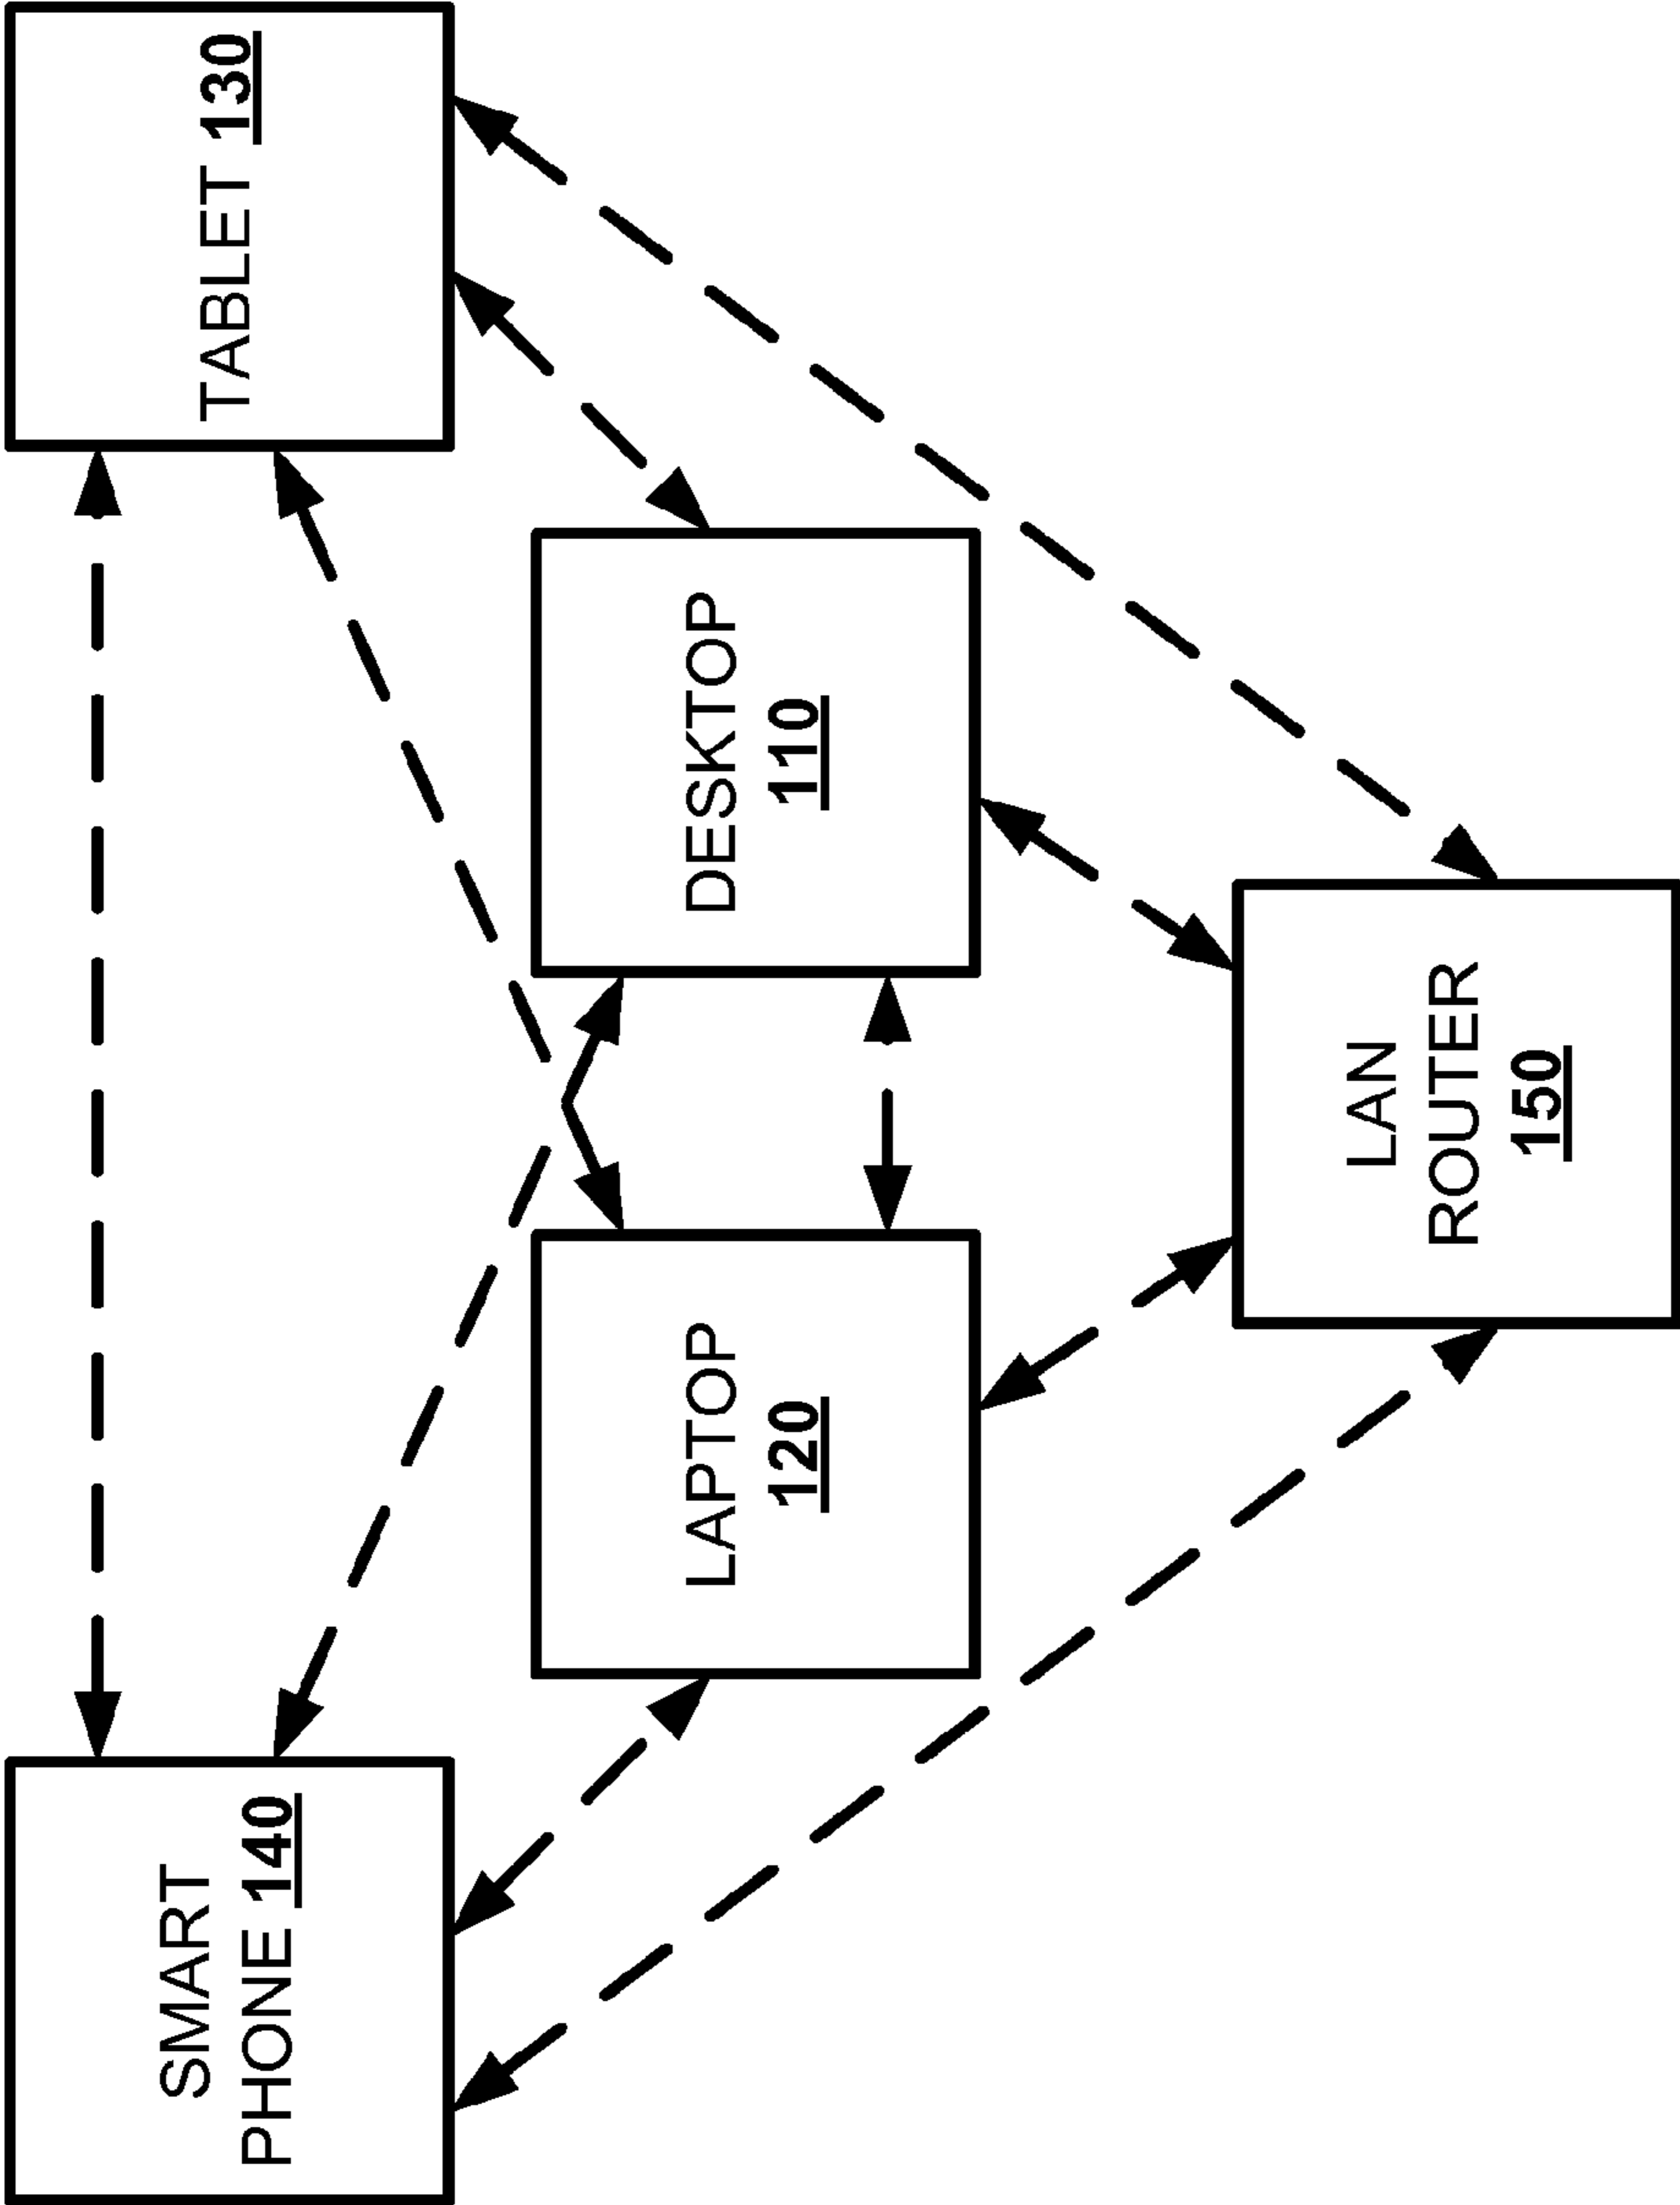 SMART
PHONE 140
TABLET 130
LAPTOP
120
DESKTOP
110
LAN
ROUTER
150